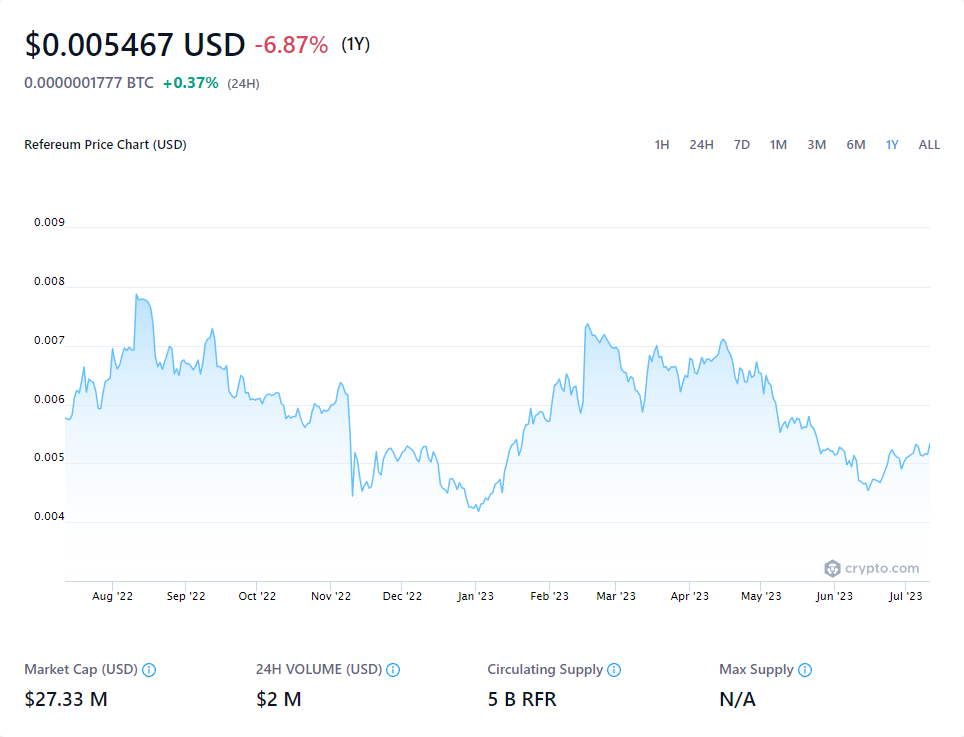 $0.005467 USD -6.87% (1Y)
0.0000001777 BTC +0.37% (24H)
Refereum Price Chart (USD) 1H 24H 7D 1M 3M 6M 1Y ALL
0.009
0.008
0.007
0.006
0.005
0.004
crypto.com
Aug '22 Sep '22 Oct '22 Nov '22 Dec '22 Jan '23 Feb '23 Mar '23 Apr '23 May '23 Jun '23 Jul '23
Market Cap (USD) 24H VOLUME (USD) Circulating Supply Max Supply
$27.33 M $2 M 5 B RFR N/A